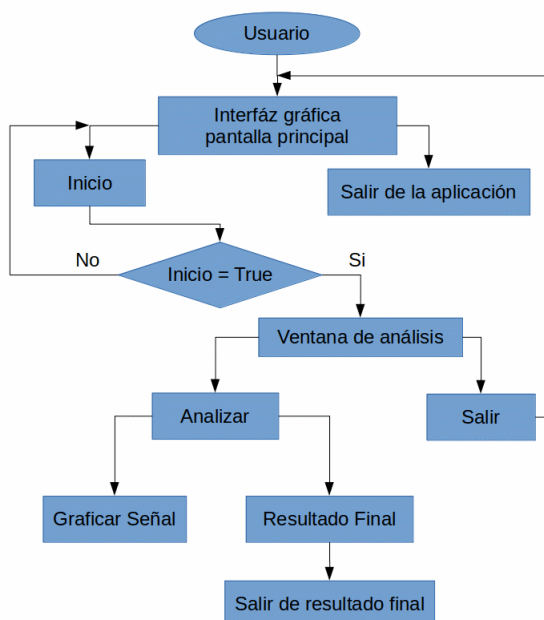 Usuario
Interfáz gráfica
pantalla principal
Inicio
Salir de la aplicación
No
Inicio = True
Si
Ventana de análisis
Analizar
Salir
Graficar Señal
Resultado Final
Salir de resultado final